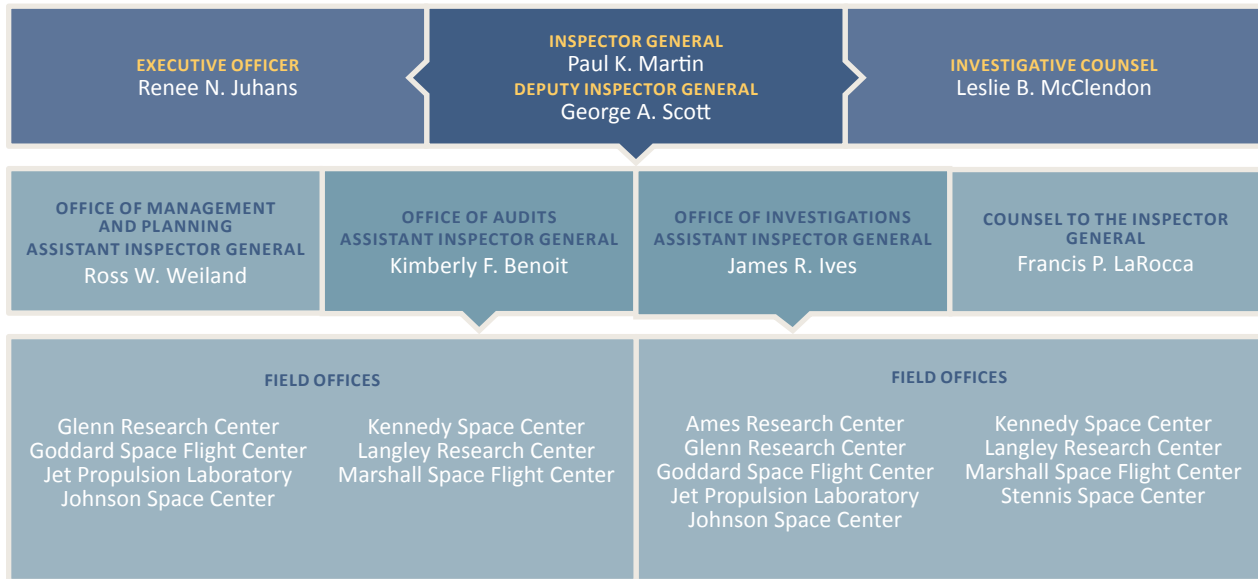 EXECUTIVE OFFICER
Renee N. Juhans
INSPECTOR GENERAL
Paul K. Martin
DEPUTY INSPECTOR GENERAL
George A. Scott
INVESTIGATIVE COUNSEL
Leslie B. McClendon
OFFICE OF MANAGEMENT
AND PLANNING
ASSISTANT INSPECTOR GENERAL
Ross W. Weiland
OFFICE OF AUDITS
ASSISTANT INSPECTOR GENERAL
Kimberly F. Benoit
OFFICE OF INVESTIGATIONS
ASSISTANT INSPECTOR GENERAL
James R. Ives
COUNSEL TO THE INSPECTOR
GENERAL
Francis P. LaRocca
FIELD OFFICES
Glenn Research Center
Goddard Space Flight Center
Jet Propulsion Laboratory
Johnson Space Center
Kennedy Space Center
Langley Research Center
Marshall Space Flight Center
FIELD OFFICES
Ames Research Center
Glenn Research Center
Goddard Space Flight Center
Jet Propulsion Laboratory
Johnson Space Center
Kennedy Space Center
Langley Research Center
Marshall Space Flight Center
Stennis Space Center